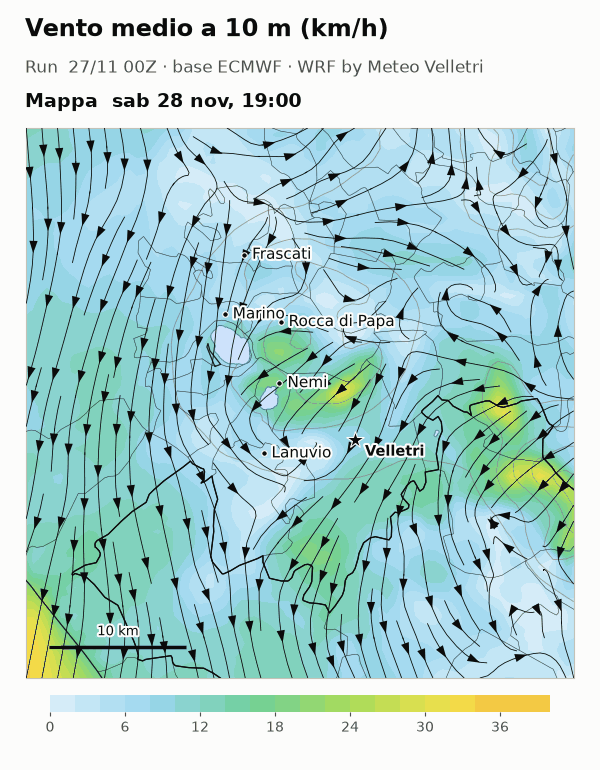 Vento medio a 10 m (km/h)
Run  27/11 00Z · base ECMWF · WRF by Meteo Velletri
Mappa  sab 28 nov, 19:00
Frascati
Marino
Rocca di Papa
Nemi
Velletri
Lanuvio
10 km
0 6 12 18 24 30 36